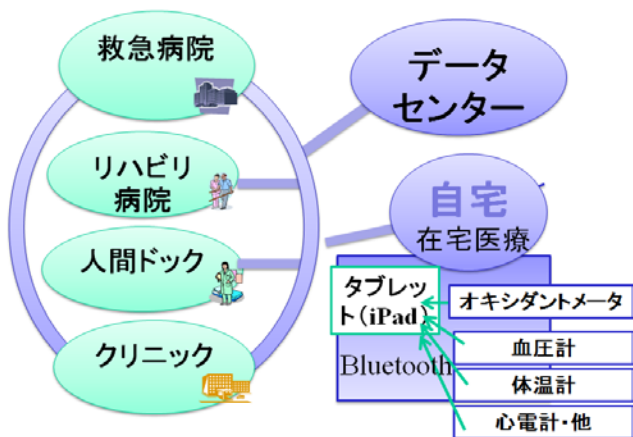 救急病院
データ
センター
リハビリ
病院
自宅
在宅医療
人間ドック
タブレッ
ト(iPad)
オキシダントメータ
血圧計
クリニック
Bluetooth
体温計
心電計・他